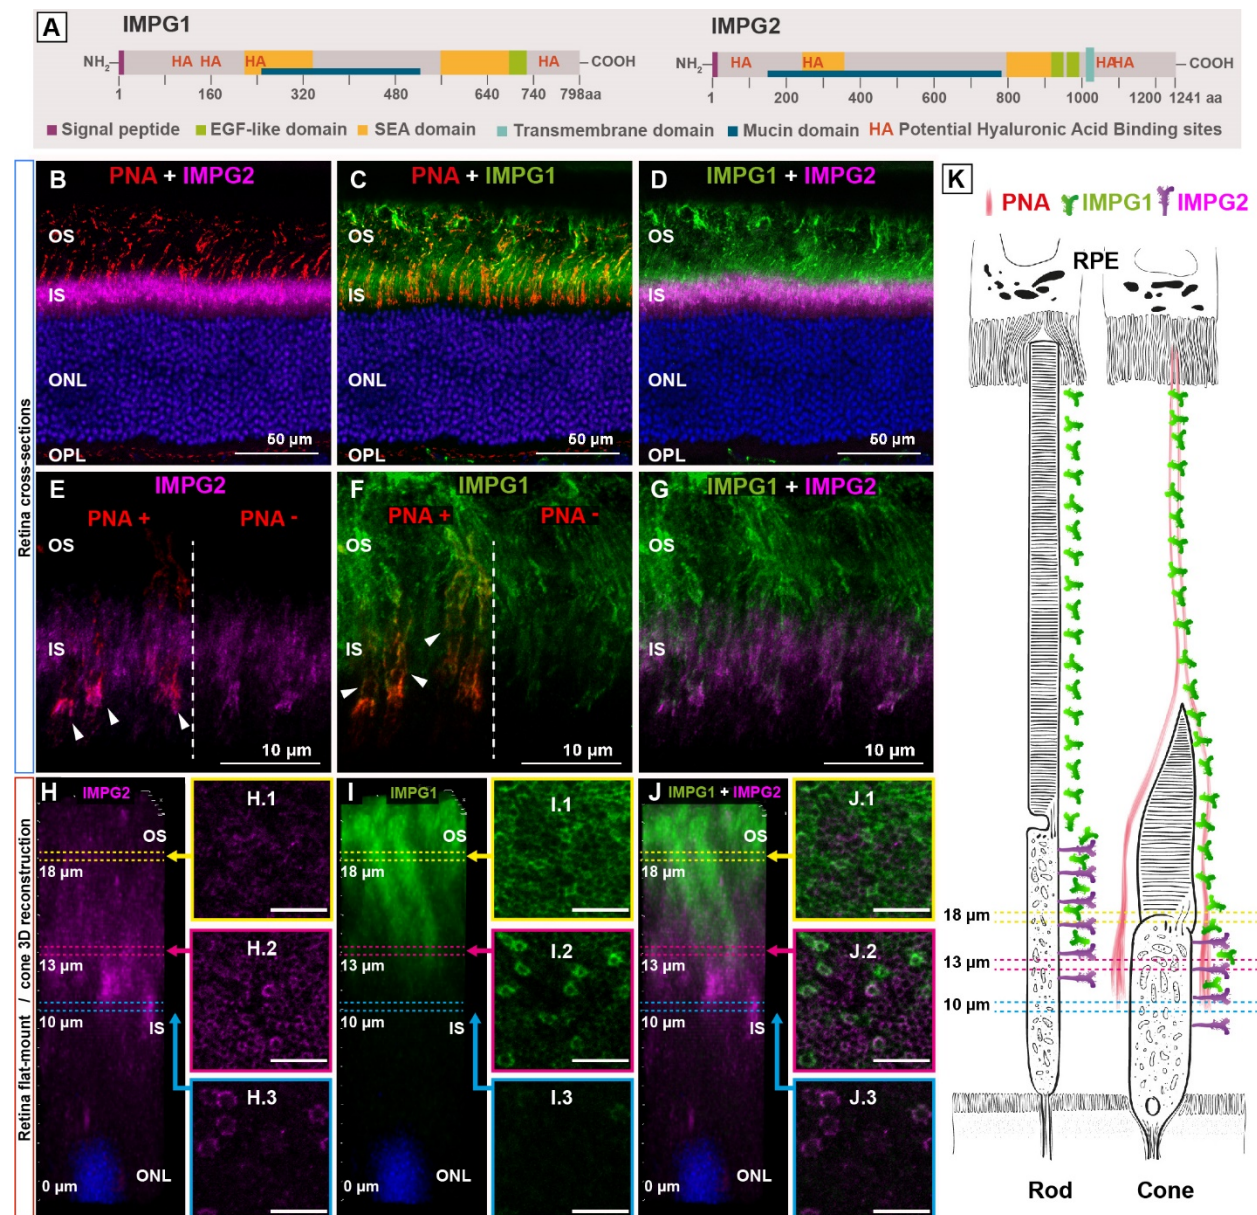 A
IMPG1
IMPG2
NH2
HA HA HA HA
COOH
NH2
HA HA HAHA
COOH
1 160 320 480 640 740 798aa
1 200 400 600 800 1000 1200 1241 aa
Signal peptide EGF-like domain SEA domain Transmembrane domain Mucin domain HA Potential Hyaluronic Acid Binding sites
Retina cross-sections
B PNA + IMPG2
OS
IS
ONL
50 µm
OPL
C PNA + IMPG1
OS
IS
ONL
50 µm
OPL
D IMPG1 + IMPG2
OS
IS
ONL
50 µm
OPL
E IMPG2
PNA + PNA -
OS
IS
10 µm
F IMPG1
PNA + PNA -
OS
IS
10 µm
G IMPG1 + IMPG2
OS
IS
10 µm
Retina flat-mount / cone 3D reconstruction
H IMPG2
OS
18 µm
13 µm
10 µm
IS
ONL
0 µm
H.1
H.2
H.3
I IMPG1
OS
18 µm
13 µm
10 µm
IS
ONL
0 µm
I.1
I.2
I.3
J IMPG1 + IMPG2
OS
18 µm
13 µm
10 µm
IS
ONL
0 µm
J.1
J.2
J.3
K
PNA IMPG1 IMPG2
RPE
18 µm
13 µm
10 µm
Rod Cone